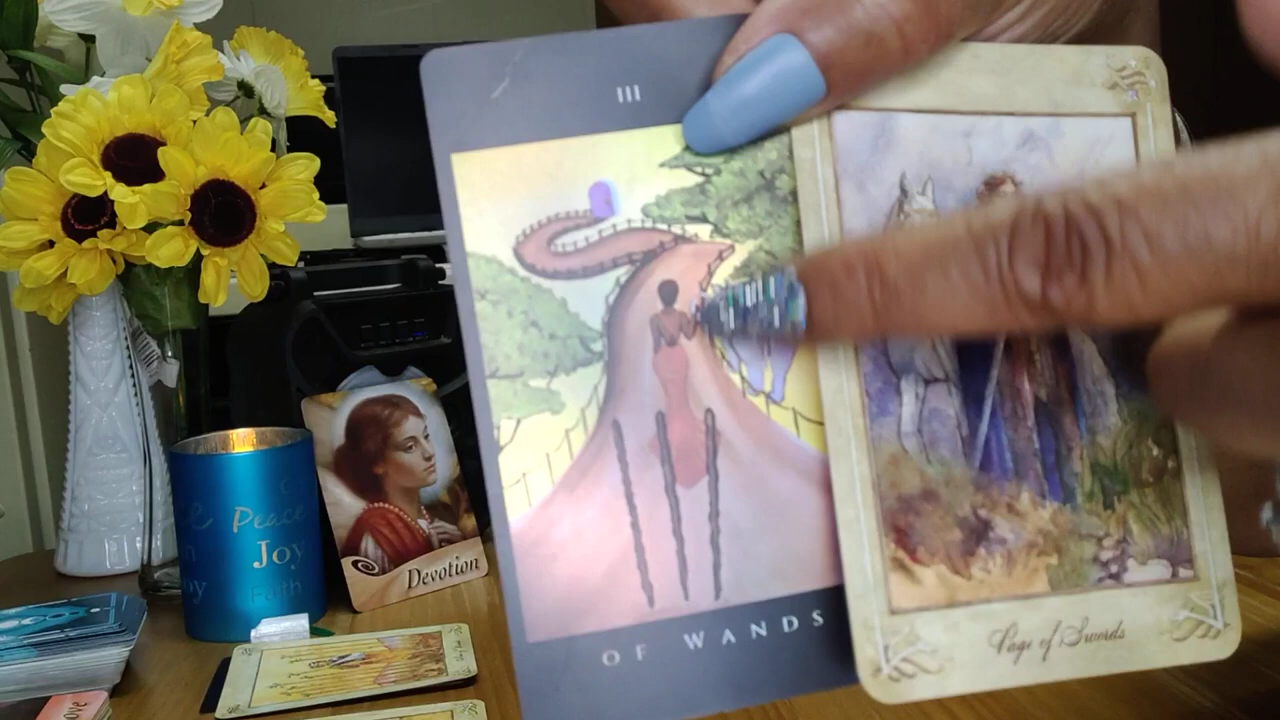 III
OF WANDS
Page of Swords
Peace
Joy
Faith
Devotion